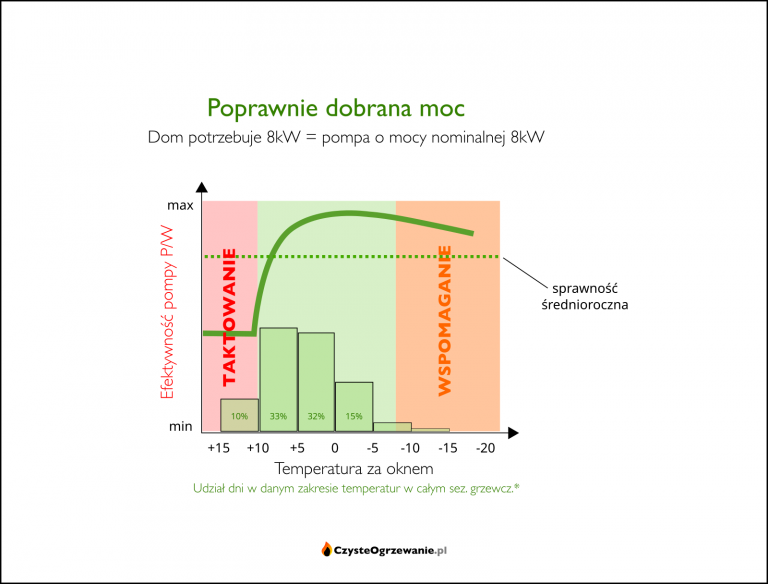 Poprawnie dobrana moc
Dom potrzebuje 8kW = pompa o mocy nominalnej 8kW
max
Efektywność pompy P/W
TAKTOWANIE
WSPOMAGANIE
sprawność
średnioroczna
10% 33% 32% 15%
min
+15 +10 +5 0 -5 -10 -15 -20
Temperatura za oknem
Udział dni w danym zakresie temperatur w całym sez. grzewcz.*
CzysteOgrzewanie.pl